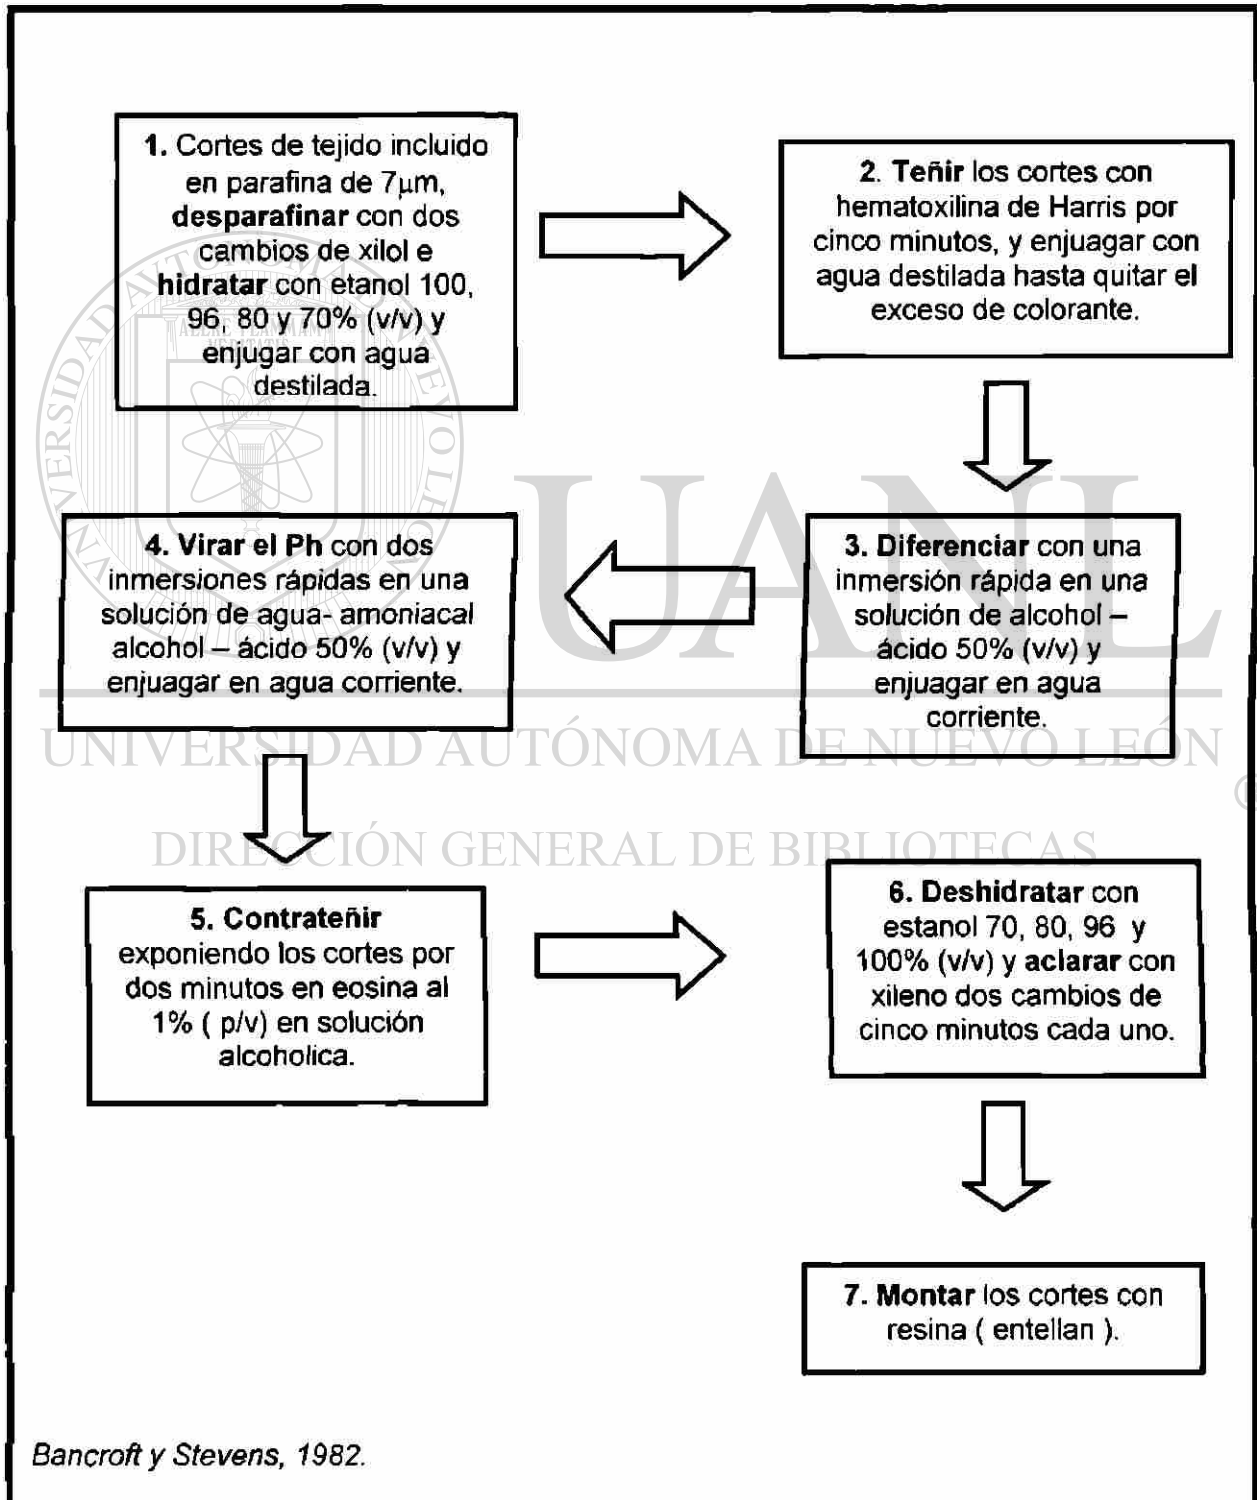 1. Cortes de tejido incluido
en parafina de 7µm,
desparafinar con dos
cambios de xilol e
hidratar con etanol 100,
96, 80 y 70% (v/v) y
enjugar con agua
destilada.
2. Teñir los cortes con
hematoxilina de Harris por
cinco minutos, y enjuagar con
agua destilada hasta quitar el
exceso de colorante.
3. Diferenciar con una
inmersión rápida en una
solución de alcohol –
ácido 50% (v/v) y
enjuagar en agua
corriente.
4. Virar el Ph con dos
inmersiones rápidas en una
solución de agua- amoniacal
alcohol – ácido 50% (v/v) y
enjuagar en agua corriente.
5. Contrateñir
exponiendo los cortes por
dos minutos en eosina al
1% ( p/v) en solución
alcoholica.
6. Deshidratar con
estanol 70, 80, 96 y
100% (v/v) y aclarar con
xileno dos cambios de
cinco minutos cada uno.
7. Montar los cortes con
resina ( entellan ).
Bancroft y Stevens, 1982.
UANL
UNIVERSIDAD AUTÓNOMA DE NUEVO LEÓN
®
DIRECCIÓN GENERAL DE BIBLIOTECAS